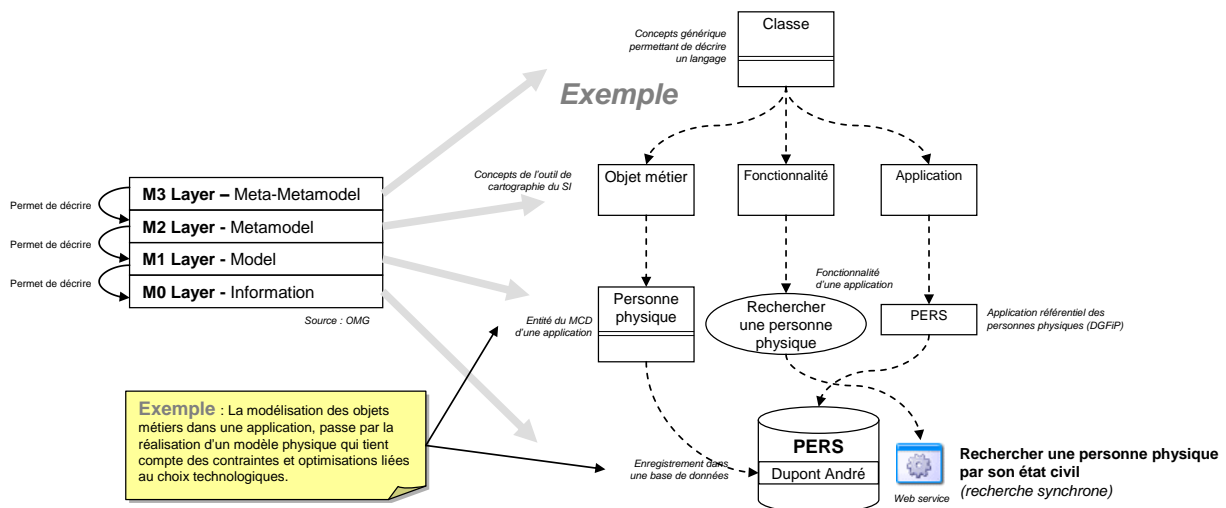 Classe
Concepts générique
permettant de décrire
un langage
Exemple
Concepts de l'outil de
cartographie du SI
Objet métier
Fonctionnalité
Application
M3 Layer – Meta-Metamodel
M2 Layer - Metamodel
M1 Layer - Model
M0 Layer - Information
Permet de décrire
Permet de décrire
Permet de décrire
Source : OMG
Fonctionnalité
d'une application
Entité du MCD
d'une application
Personne
physique
Rechercher
une personne
physique
PERS
Application référentiel des
personnes physiques (DGFiP)
Exemple : La modélisation des objets
métiers dans une application, passe par la
réalisation d'un modèle physique qui tient
compte des contraintes et optimisations liées
au choix technologiques.
Enregistrement dans
une base de données
PERS
Dupont André
Web service
Rechercher une personne physique
par son état civil
(recherche synchrone)